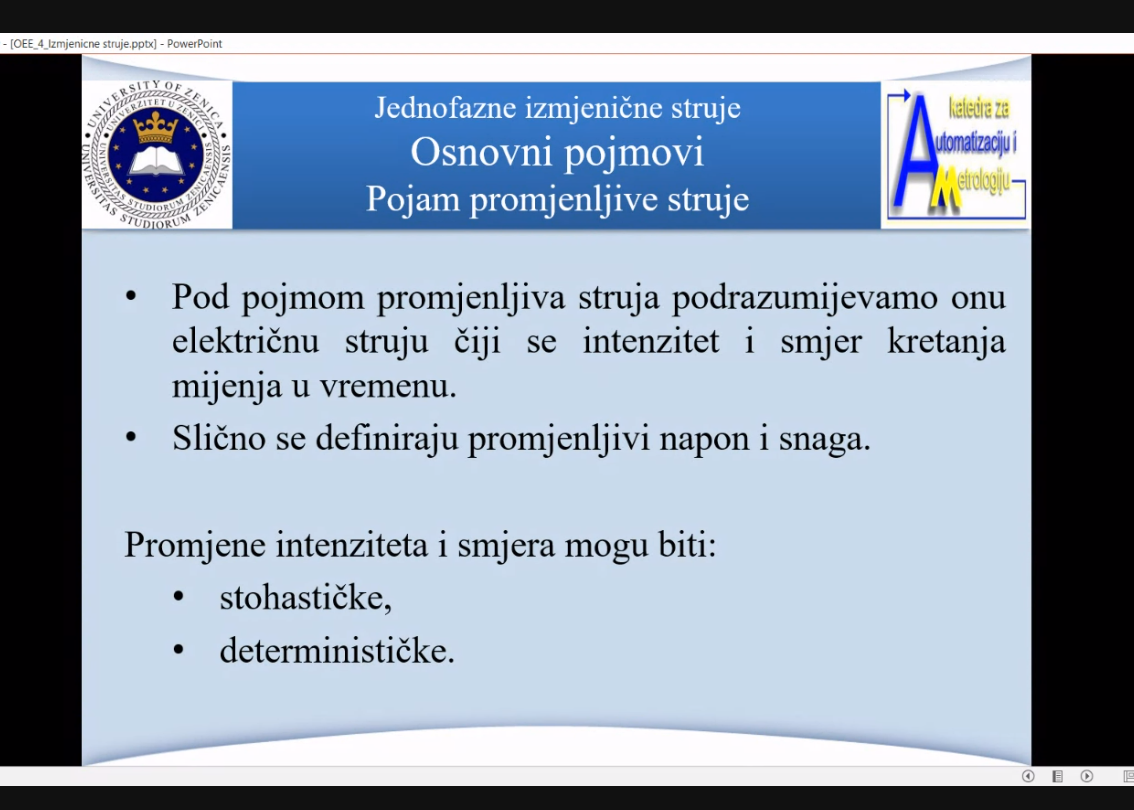 - [OEE_4_Izmjenicne struje.pptx] - PowerPoint
UNIVERSITY OF ZENICA
UNIVERZITET U ZENICI
UNIVERSITAS STUDIORUM ZENICAENSIS
Jednofazne izmjenične struje
Osnovni pojmovi
Pojam promjenljive struje
katedra za
Automatizaciju i
Metrologiju
• Pod pojmom promjenljiva struja podrazumijevamo onu
električnu struju čiji se intenzitet i smjer kretanja
mijenja u vremenu.
• Slično se definiraju promjenljivi napon i snaga.
Promjene intenziteta i smjera mogu biti:
• stohastičke,
• determinističke.